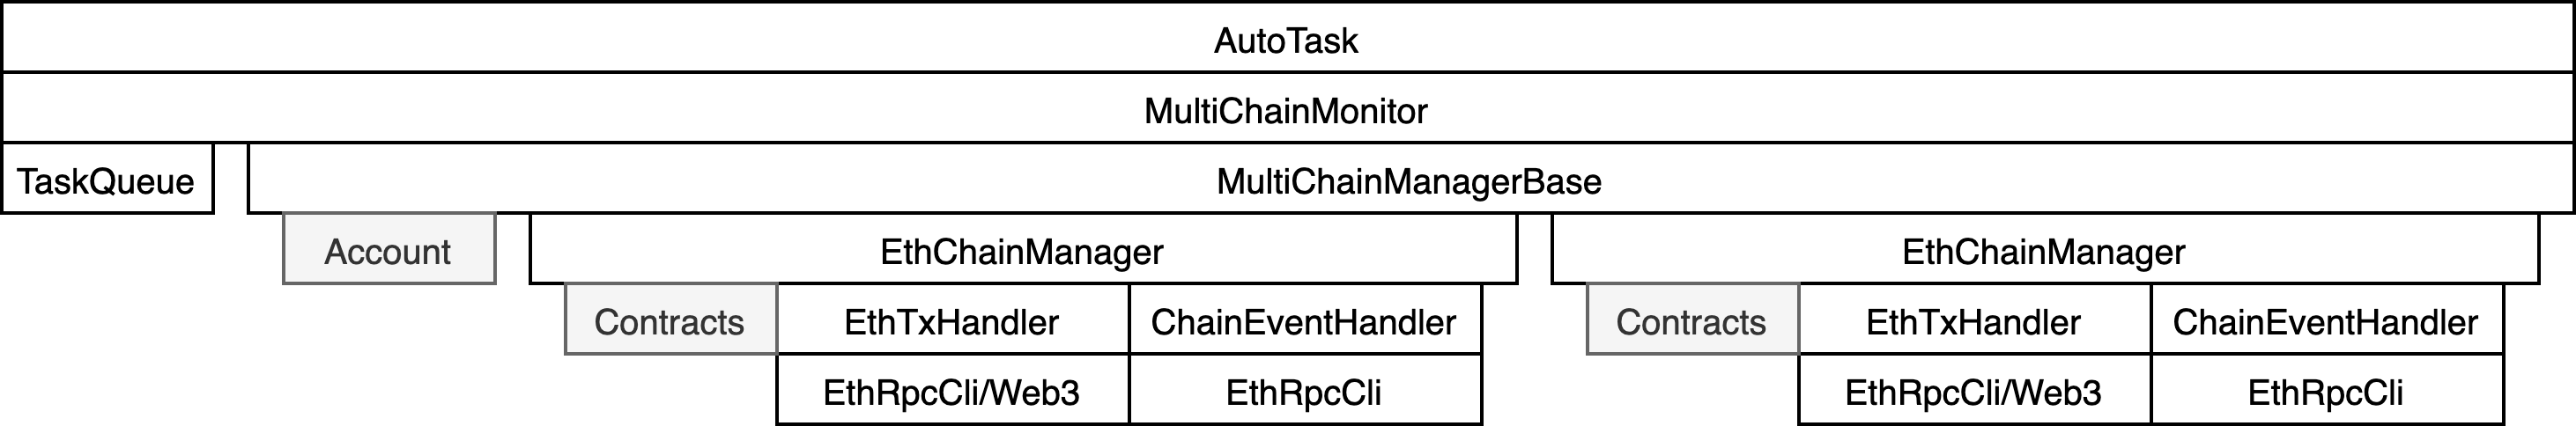 AutoTask
MultiChainMonitor
TaskQueue
MultiChainManagerBase
Account
EthChainManager
EthChainManager
Contracts
EthTxHandler
ChainEventHandler
Contracts
EthTxHandler
ChainEventHandler
EthRpcCli/Web3
EthRpcCli
EthRpcCli/Web3
EthRpcCli